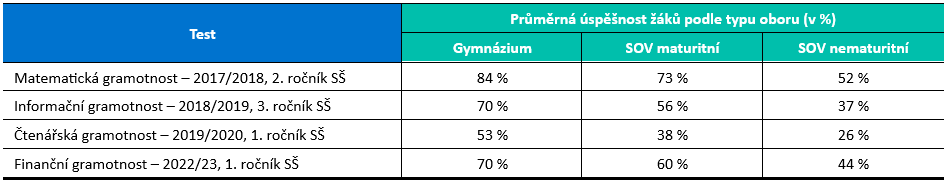 Test
Průměrná úspěšnost žáků podle typu oboru (v %)
Gymnázium SOV maturitní SOV nematuritní
Matematická gramotnost – 2017/2018, 2. ročník SŠ 84 % 73 % 52 %
Informační gramotnost – 2018/2019, 3. ročník SŠ 70 % 56 % 37 %
Čtenářská gramotnost – 2019/2020, 1. ročník SŠ 53 % 38 % 26 %
Finanční gramotnost – 2022/23, 1. ročník SŠ 70 % 60 % 44 %